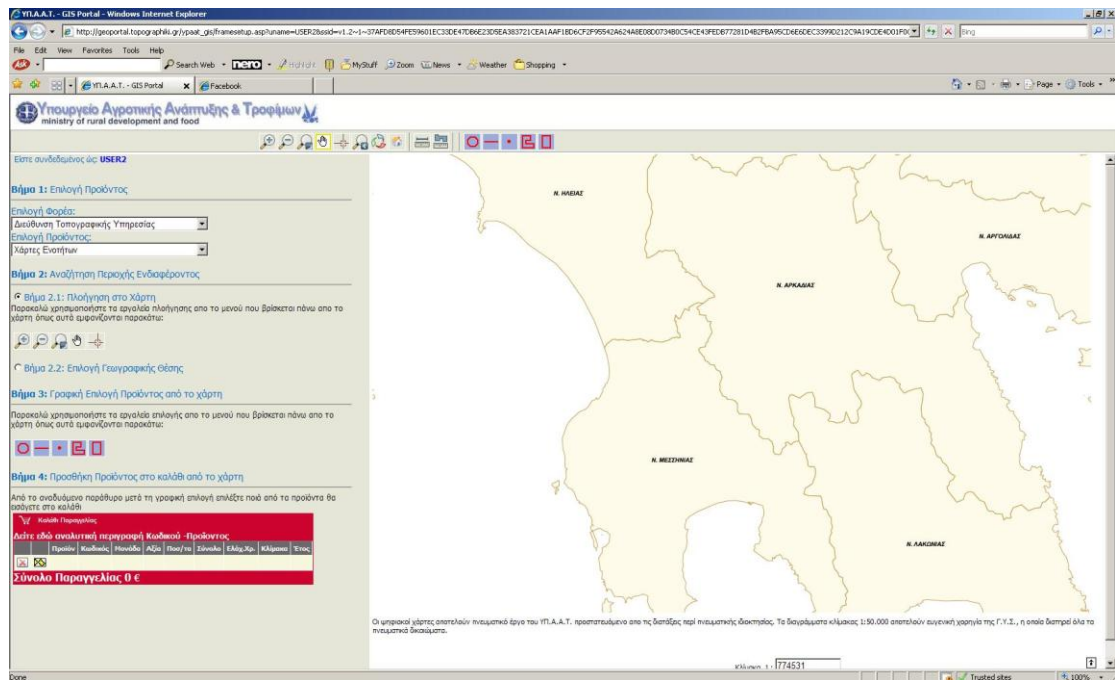 ΥΠ.Α.Α.Τ. - GIS Portal - Windows Internet Explorer
Bing
File Edit View Favorites Tools Help
Search Web nero Highlight MyStuff Zoom News Weather Shopping
ΥΠ.Α.Α.Τ. - GIS Portal Facebook Page Tools
Υπουργείο Αγροτικής Ανάπτυξης & Τροφίμων
ministry of rural development and food
Είστε συνδεδεμένος ώς: USER2
Βήμα 1: Επιλογή Προϊόντος
Επιλογή Φορέα:
Διεύθυνση Τοπογραφικής Υπηρεσίας
Επιλογή Προϊόντος:
Χάρτες Ενοτήτων
Βήμα 2: Αναζήτηση Περιοχής Ενδιαφέροντος
Βήμα 2.1: Πλοήγηση στο Χάρτη
Παρακαλώ χρησιμοποιήστε τα εργαλεία πλοήγησης απο το μενού που βρίσκεται πάνω απο το
χάρτη όπως αυτά εμφανίζονται παρακάτω:
Βήμα 2.2: Επιλογή Γεωγραφικής Θέσης
Βήμα 3: Γραφική Επιλογή Προϊόντος από το χάρτη
Παρακαλώ χρησιμοποιήστε τα εργαλεία επιλογής απο το μενού που βρίσκεται πάνω απο το
χάρτη όπως αυτά εμφανίζονται παρακάτω:
Βήμα 4: Προσθήκη Προϊόντος στο καλάθι από το χάρτη
Από το αναδυόμενο παράθυρο μετά τη γραφική επιλογή επιλέξτε ποιά από τα προϊόντα θα
εισάγετε στο καλάθι
Καλάθι Παραγγελίας
Δείτε εδώ αναλυτική περιγραφή Κωδικού -Προϊοντος
Προϊόν Κωδικός Μονάδα Αξία Ποσ/τα Σύνολο Ελάχ.Χρ. Κλίμακα Έτος
Σύνολο Παραγγελίας 0 €
Ν. ΗΛΕΙΑΣ
Ν. ΑΡΓΟΛΙΔΑΣ
Ν. ΑΡΚΑΔΙΑΣ
Ν. ΜΕΣΣΗΝΙΑΣ
Ν. ΛΑΚΩΝΙΑΣ
Οι ψηφιακοί χάρτες αποτελούν πνευματικό έργο του ΥΠ.Α.Α.Τ. προστατευόμενο απο τις διατάξεις περί πνευματικής ιδιοκτησίας. Τα διαγράμματα κλίμακας 1:50.000 αποτελούν ευγενική χορηγία της Γ.Υ.Σ., η οποία διατηρεί όλα τα
πνευματικά δικαιώματα.
Κλίμακα 1: 774531
Done Trusted sites 100%